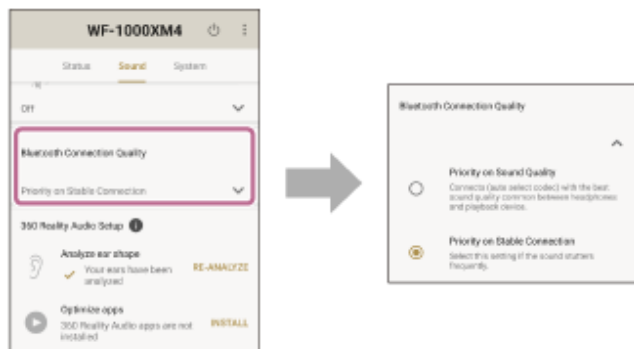 WF-1000XM4
Status Sound System
Off
Bluetooth Connection Quality
Priority on Stable Connection
360 Reality Audio Setup
Analyze ear shape
Your ears have been
analyzed
RE-ANALYZE
Optimize apps
360 Reality Audio apps are not
installed
INSTALL
Bluetooth Connection Quality
Priority on Sound Quality
Connects (auto select codec) with the best
sound quality common between headphones
and playback device.
Priority on Stable Connection
Select this setting if the sound stutters
frequently.